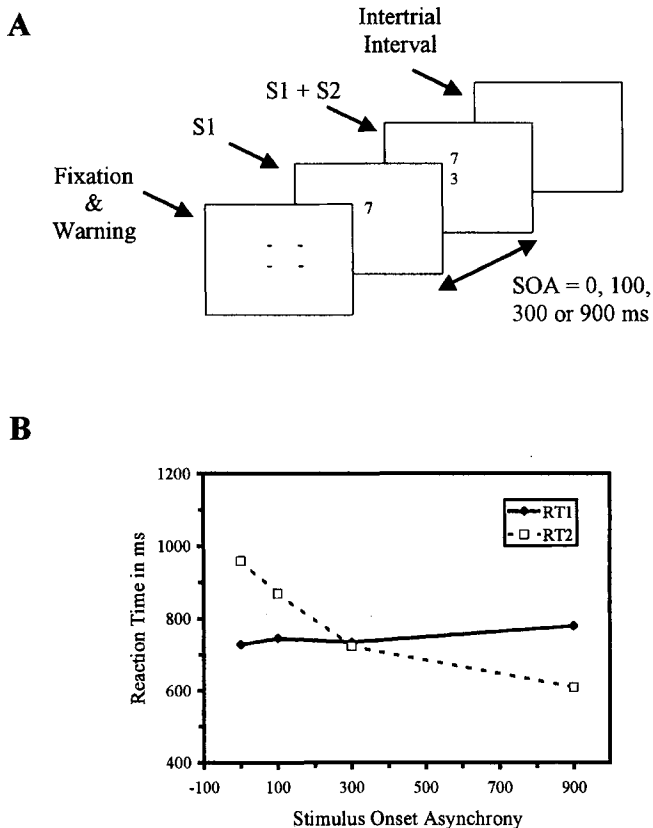 A
Intertrial
Interval
S1 + S2
S1
Fixation
&
Warning
7
7
3
SOA = 0, 100,
300 or 900 ms
B
1200
1000
800
600
400
Reaction Time in ms
RT1
RT2
-100 100 300 500 700 900
Stimulus Onset Asynchrony